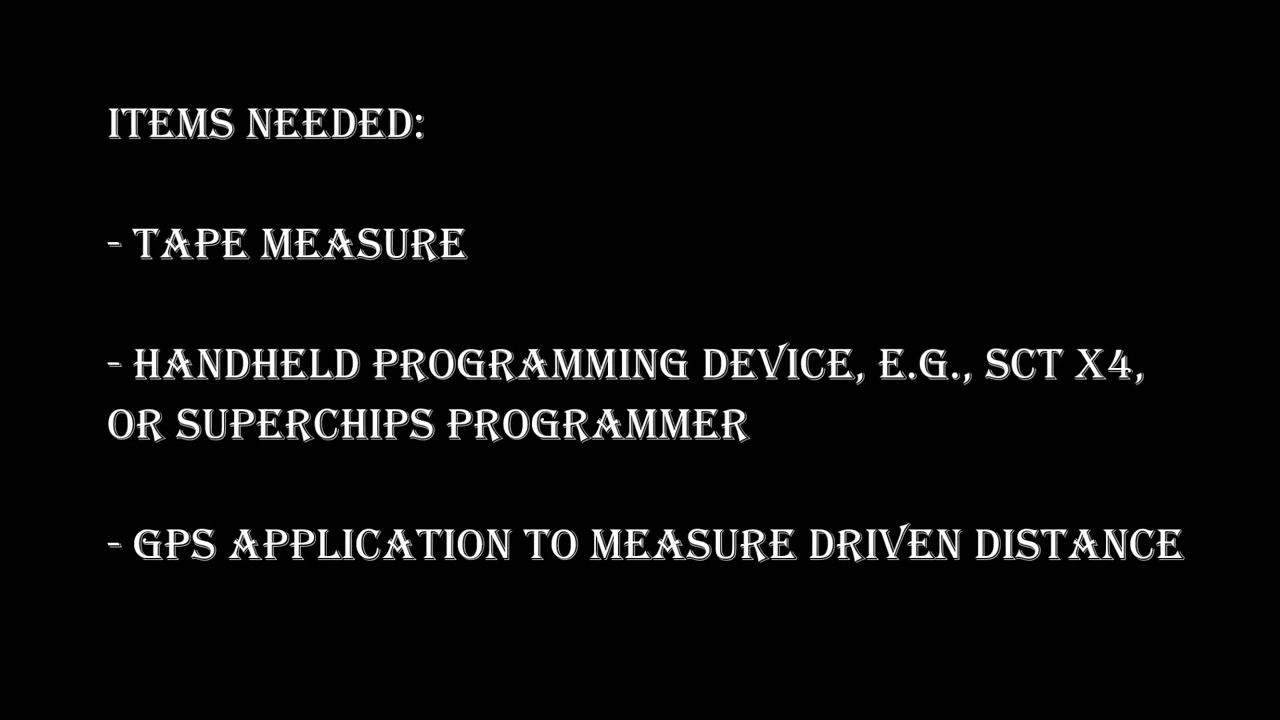 ITEMS NEEDED:
- TAPE MEASURE
- HANDHELD PROGRAMMING DEVICE, E.G., SCT X4,
OR SUPERCHIPS PROGRAMMER
- GPS APPLICATION TO MEASURE DRIVEN DISTANCE